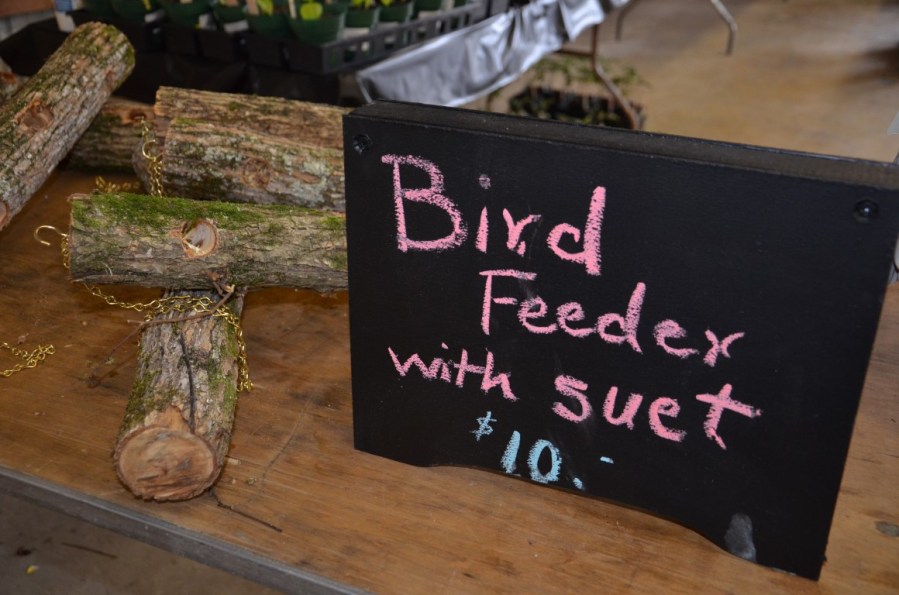 Bird
Feeder
with suet
$10.-